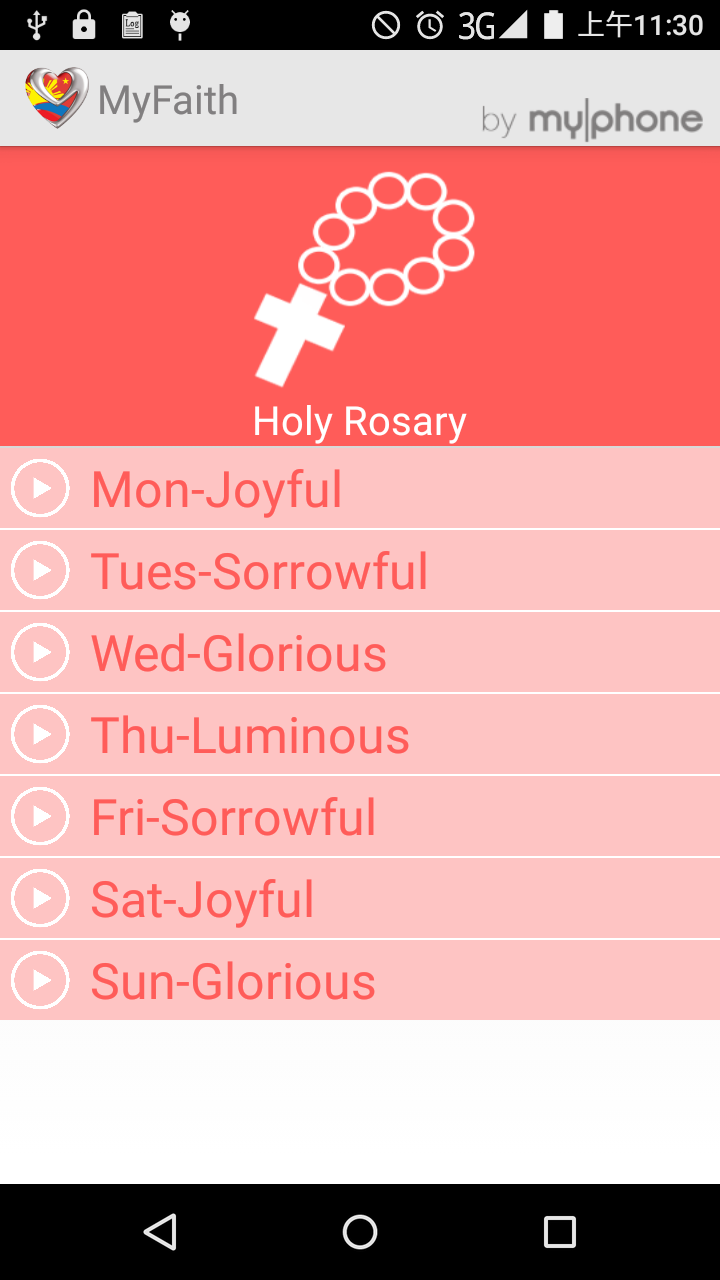 3G 上午11:30
MyFaith
by my|phone
Holy Rosary
Mon-Joyful
Tues-Sorrowful
Wed-Glorious
Thu-Luminous
Fri-Sorrowful
Sat-Joyful
Sun-Glorious